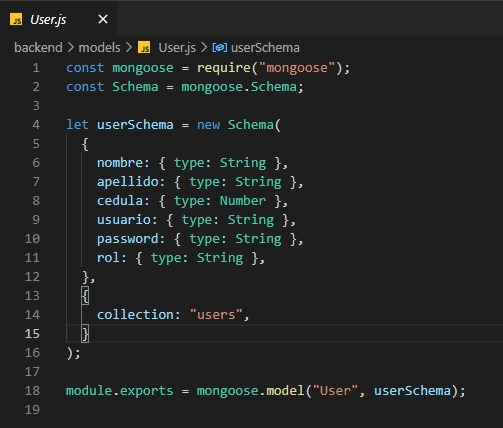 JS User.js ×
backend > models > JS User.js > userSchema
1 const mongoose = require("mongoose");
2 const Schema = mongoose.Schema;
3
4 let userSchema = new Schema(
5   {
6     nombre: { type: String },
7     apellido: { type: String },
8     cedula: { type: Number },
9     usuario: { type: String },
10     password: { type: String },
11     rol: { type: String },
12   },
13   {
14     collection: "users",
15   }
16 );
17
18 module.exports = mongoose.model("User", userSchema);
19